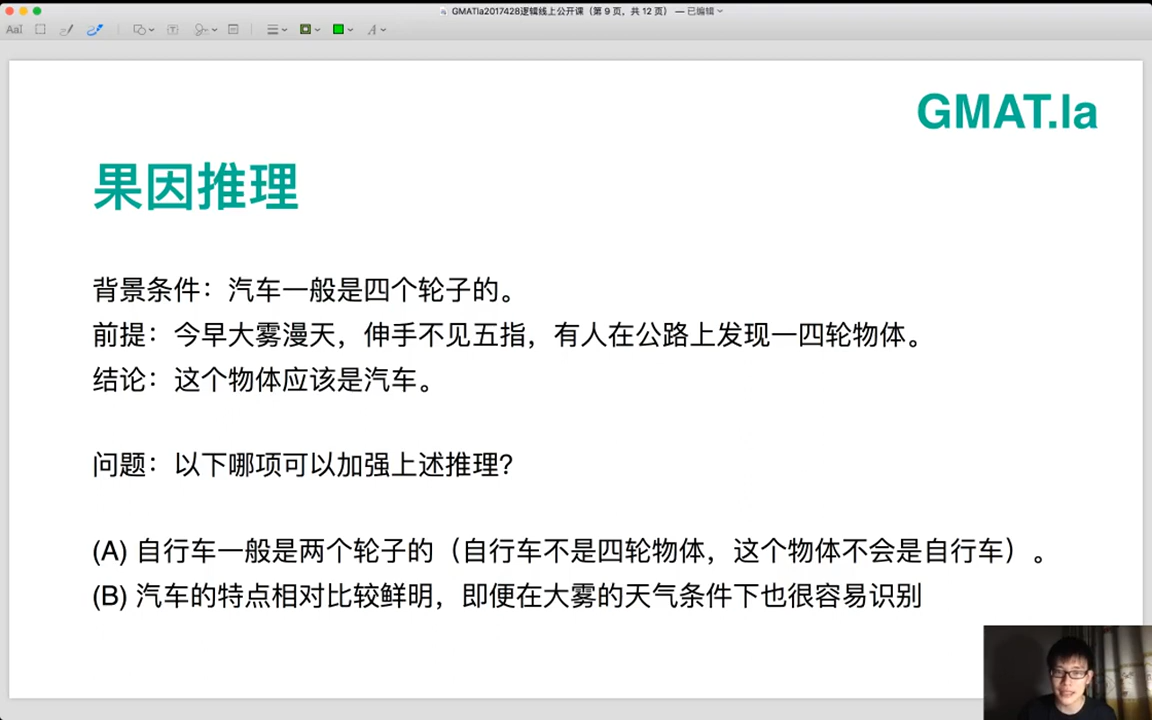 GMATla2017428逻辑线上公开课（第 9 页，共 12 页） — 已编辑
AaI
GMAT.la
果因推理
背景条件：汽车一般是四个轮子的。
前提：今早大雾漫天，伸手不见五指，有人在公路上发现一四轮物体。
结论：这个物体应该是汽车。
问题：以下哪项可以加强上述推理？
(A) 自行车一般是两个轮子的（自行车不是四轮物体，这个物体不会是自行车）。
(B) 汽车的特点相对比较鲜明，即便在大雾的天气条件下也很容易识别